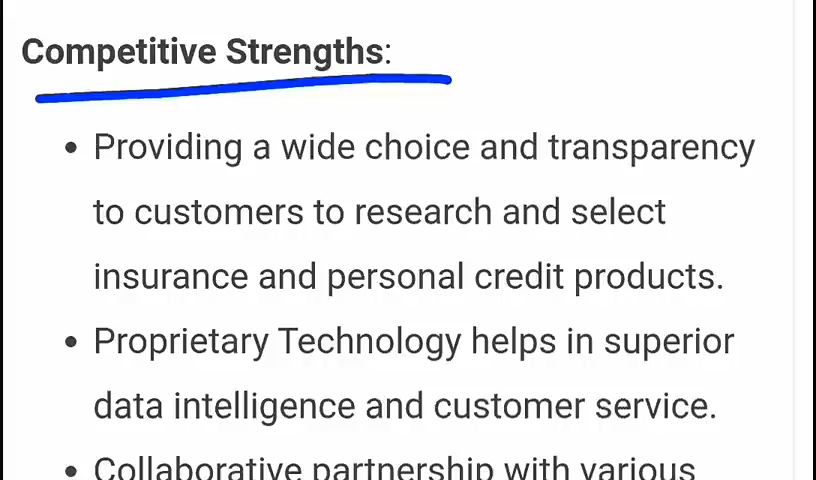 Competitive Strengths:
• Providing a wide choice and transparency
to customers to research and select
insurance and personal credit products.
• Proprietary Technology helps in superior
data intelligence and customer service.
• Collaborative partnership with various